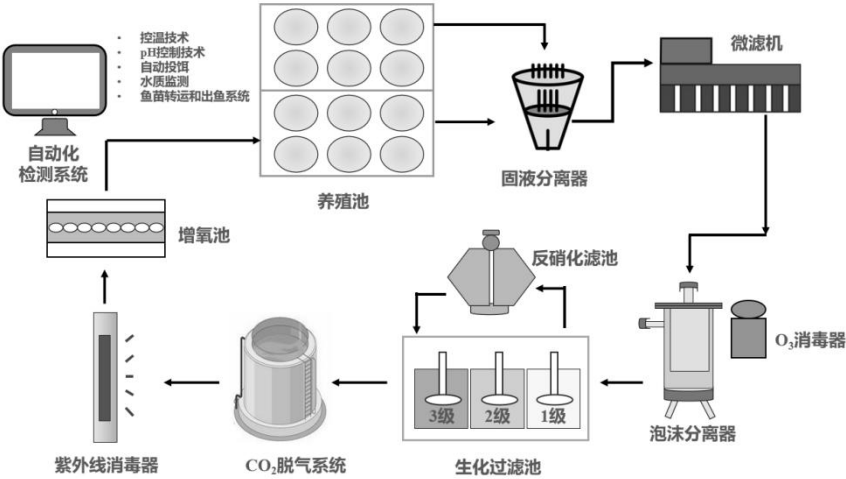 • 控温技术
• pH控制技术
• 自动投饵
• 水质监测
• 鱼苗转运和出鱼系统
自动化
检测系统
养殖池
固液分离器
微滤机
增氧池
反硝化滤池
O₃消毒器
3级
2级
1级
泡沫分离器
紫外线消毒器
CO₂脱气系统
生化过滤池